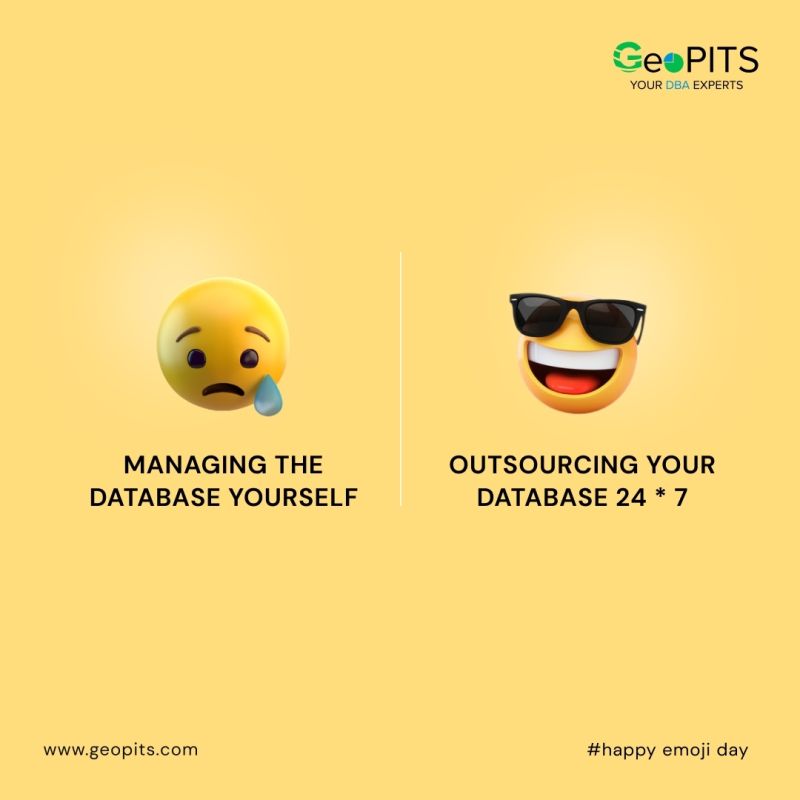 GeoPITS
YOUR DBA EXPERTS
MANAGING THE
DATABASE YOURSELF
OUTSOURCING YOUR
DATABASE 24 * 7
www.geopits.com
#happy emoji day